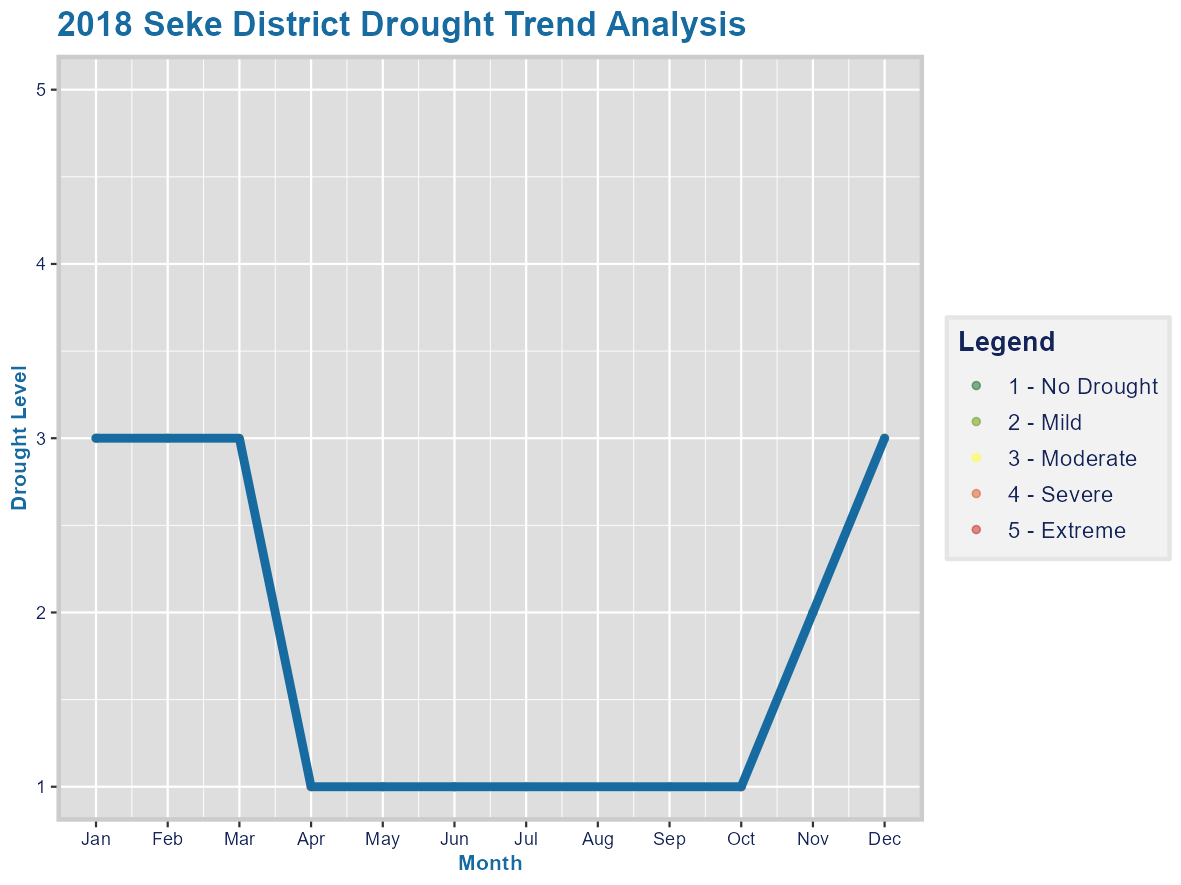 2018 Seke District Drought Trend Analysis
5
4
3
2
1
Drought Level
Jan Feb Mar Apr May Jun Jul Aug Sep Oct Nov Dec
Month
Legend
1 - No Drought
2 - Mild
3 - Moderate
4 - Severe
5 - Extreme